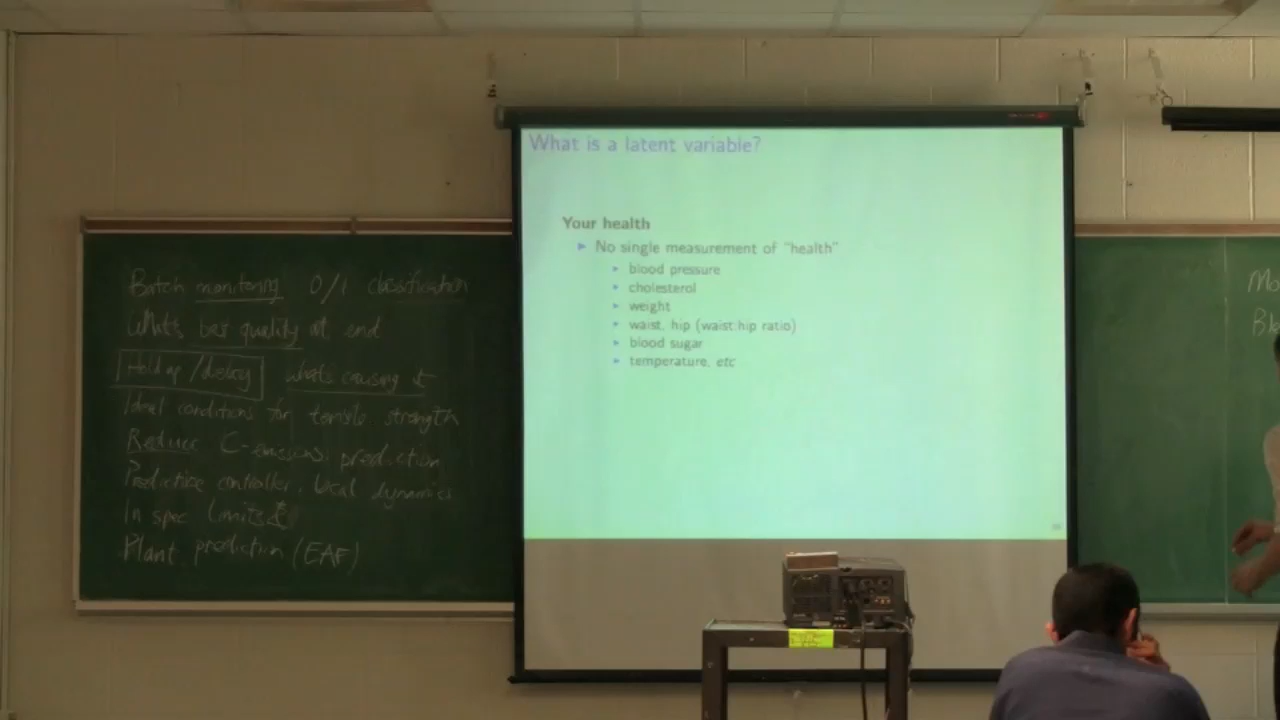 Batch monitoring 0/1 classification
What's bar quality at end
Hold up / delay whats causing it
Ideal conditions for tensile strength
Reduce C-emissions: prediction
Predictive controller, local dynamics
In spec limits
Plant prediction (EAF)
What is a latent variable?
Your health
► No single measurement of "health"
► blood pressure
► cholesterol
► weight
► waist, hip (waist:hip ratio)
► blood sugar
► temperature, etc